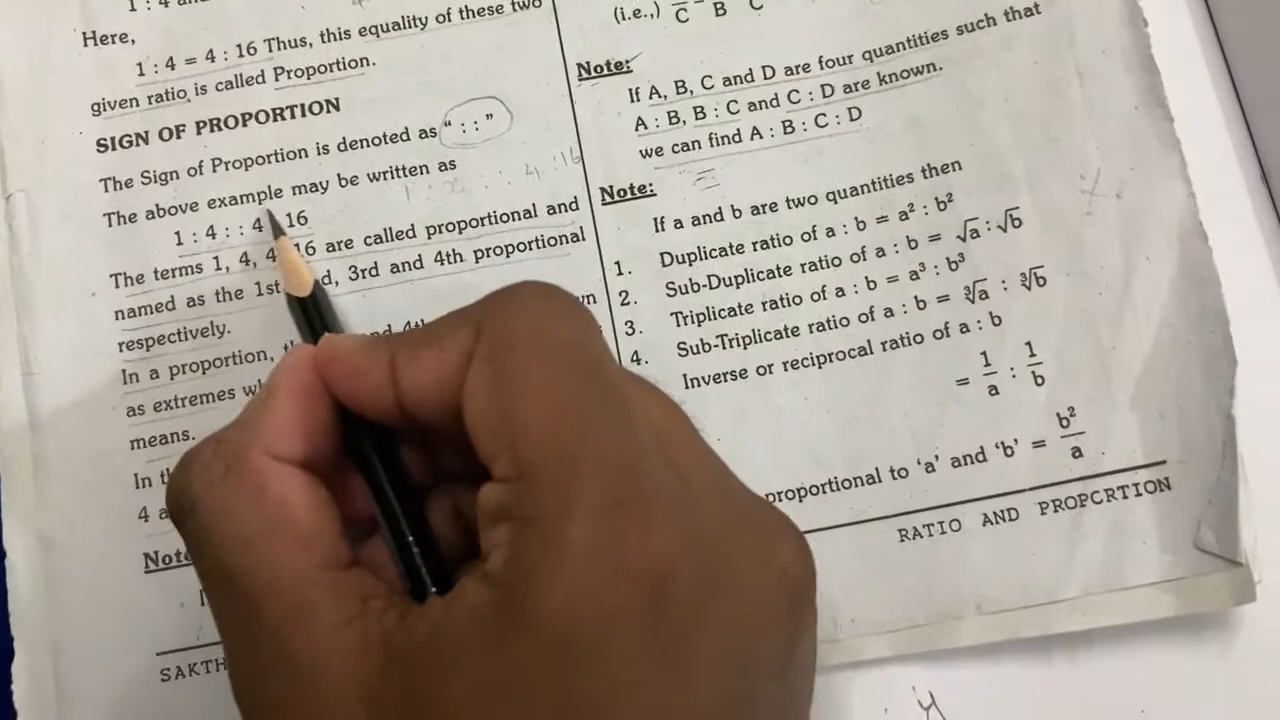 Here,
1 : 4 = 4 : 16 Thus, this equality of these two
given ratio is called Proportion.
SIGN OF PROPORTION
The Sign of Proportion is denoted as “ : : ”
The above example may be written as
1 : x : : 4 : 16
1 : 4 : : 4 16
The terms 1, 4, 4 16 are called proportional and
named as the 1st d, 3rd and 4th proportional
respectively.
In a proportion,
as extremes
means.
In
4
Note
SAKTH
(i.e.,) C B C
Note:
If A, B, C and D are four quantities such that
A : B, B : C and C : D are known.
we can find A : B : C : D
Note:
If a and b are two quantities then
1. Duplicate ratio of a : b = a² : b²
2. Sub-Duplicate ratio of a : b = √a : √b
3. Triplicate ratio of a : b = a³ : b³
4. Sub-Triplicate ratio of a : b = ∛a : ∛b
Inverse or reciprocal ratio of a : b
= 1/a : 1/b
proportional to ‘a’ and ‘b’ = b²/a
RATIO AND PROPCRTION